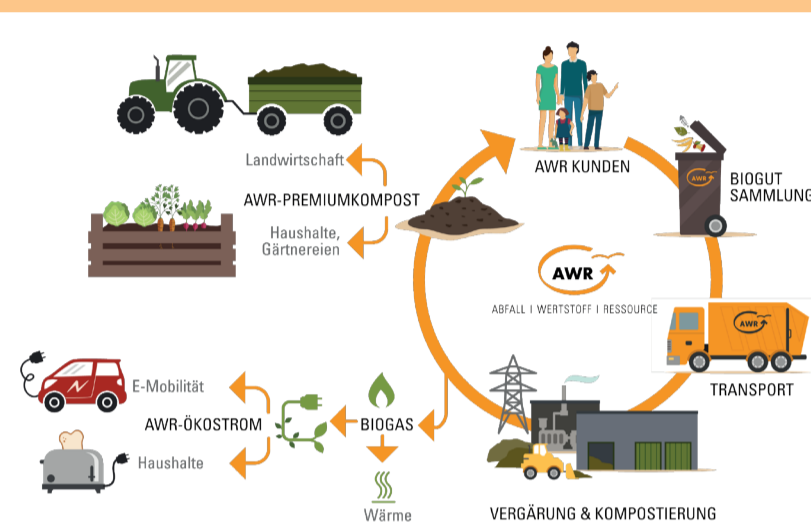 Landwirtschaft
AWR-PREMIUMKOMPOST
Haushalte,
Gärtnereien
AWR KUNDEN
AWR
BIOGUT
SAMMLUNG
AWR
ABFALL I WERTSTOFF I RESSOURCE
AWR
TRANSPORT
E-Mobilität
AWR-ÖKOSTROM
Haushalte
BIOGAS
Wärme
VERGÄRUNG & KOMPOSTIERUNG